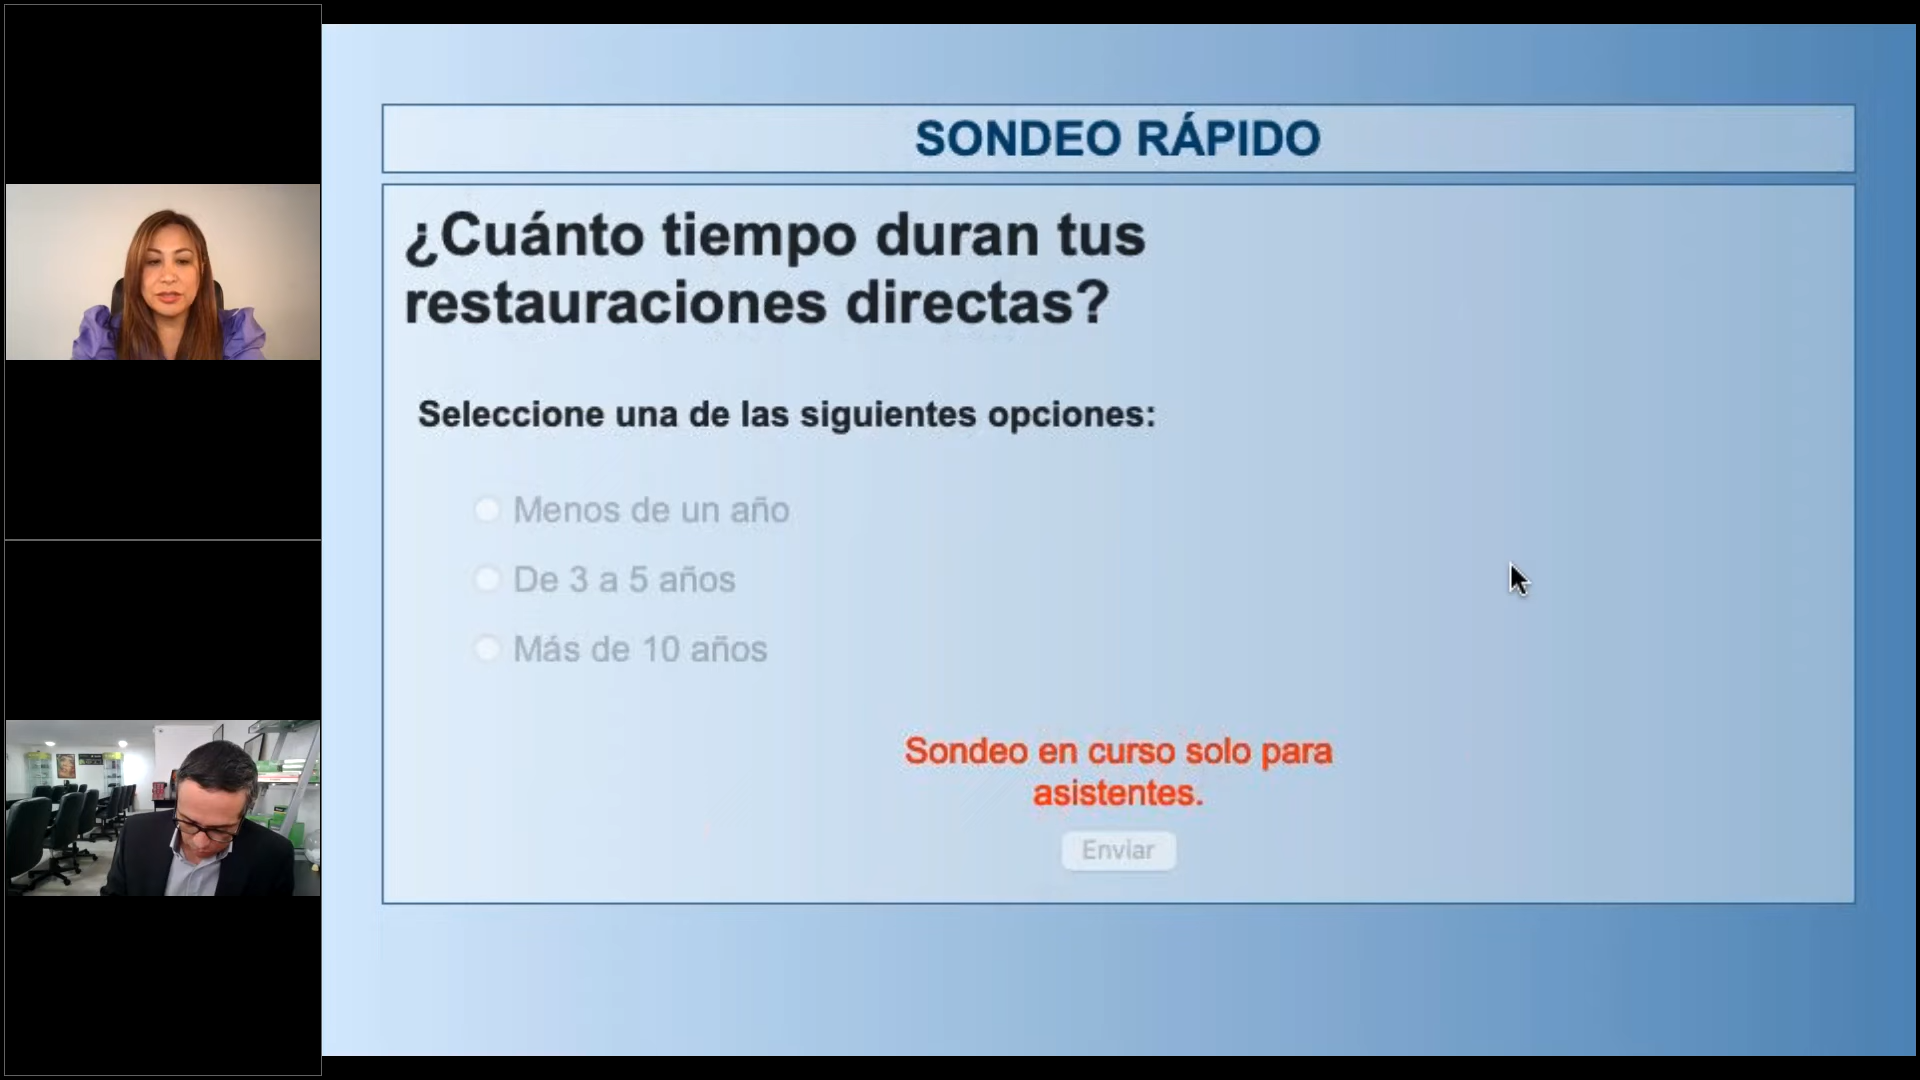 SONDEO RÁPIDO
¿Cuánto tiempo duran tus
restauraciones directas?
Seleccione una de las siguientes opciones:
Menos de un año
De 3 a 5 años
Más de 10 años
Sondeo en curso solo para
asistentes.
Enviar